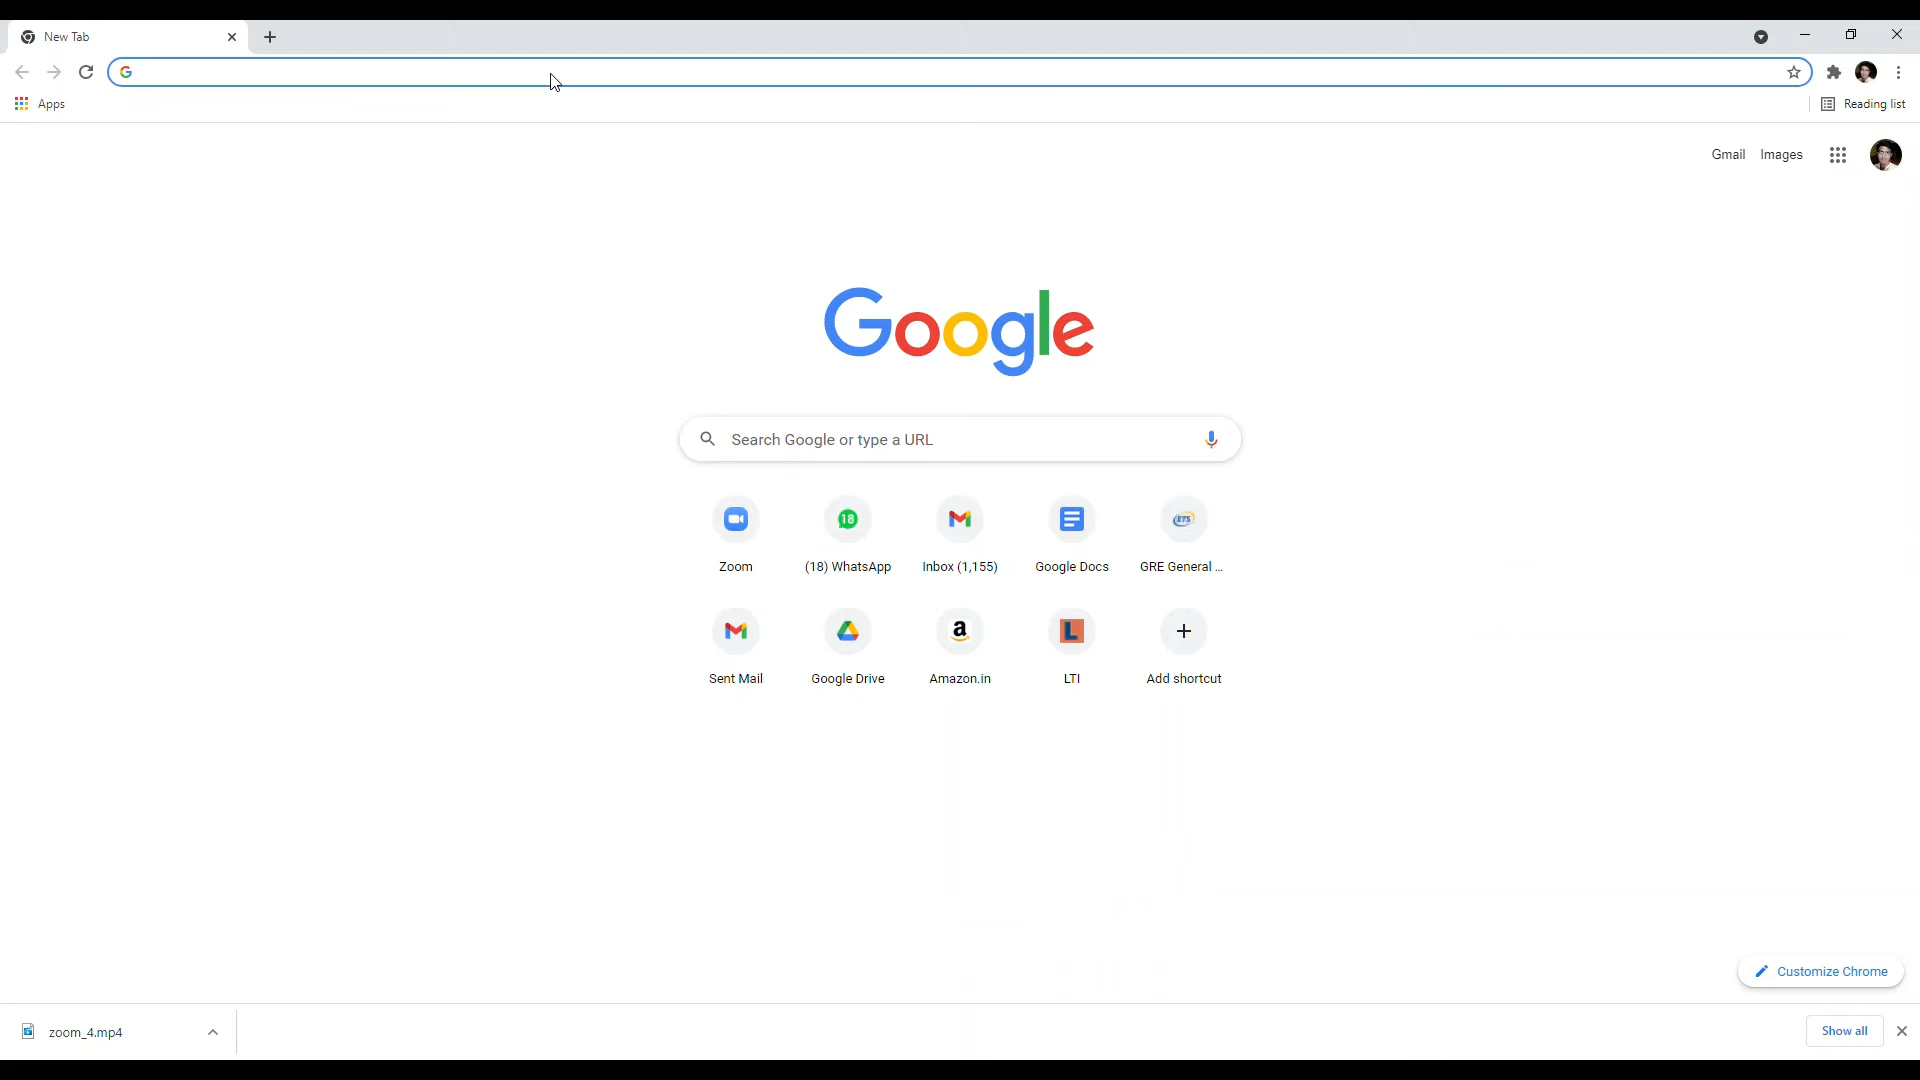 New Tab
Apps
Reading list
Gmail Images
Google
Search Google or type a URL
18
ETS
Zoom
(18) WhatsApp
Inbox (1,155)
Google Docs
GRE General ...
a
L
Sent Mail
Google Drive
Amazon.in
LTI
Add shortcut
Customize Chrome
zoom_4.mp4
Show all